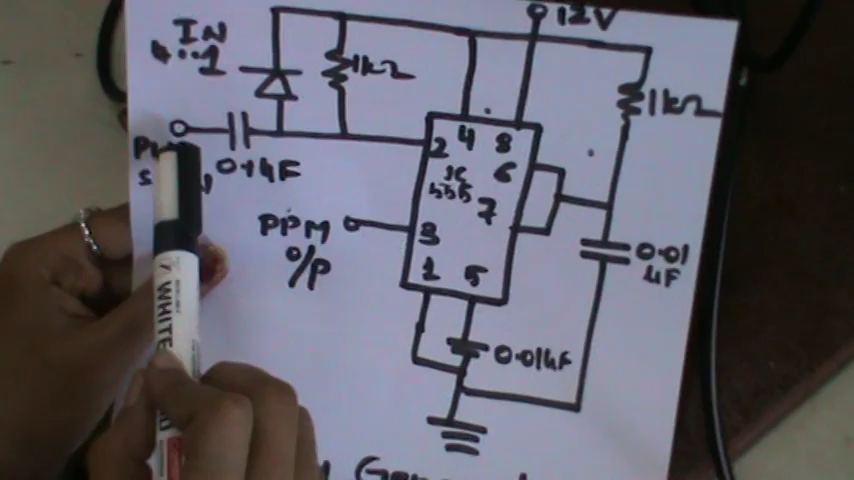 12V
IN
1kΩ
1kΩ
4 8
2
IC
555
6
7
0.1µF
PPM
O/P
3
1 5
0.01
µF
0.01µF
WHITE